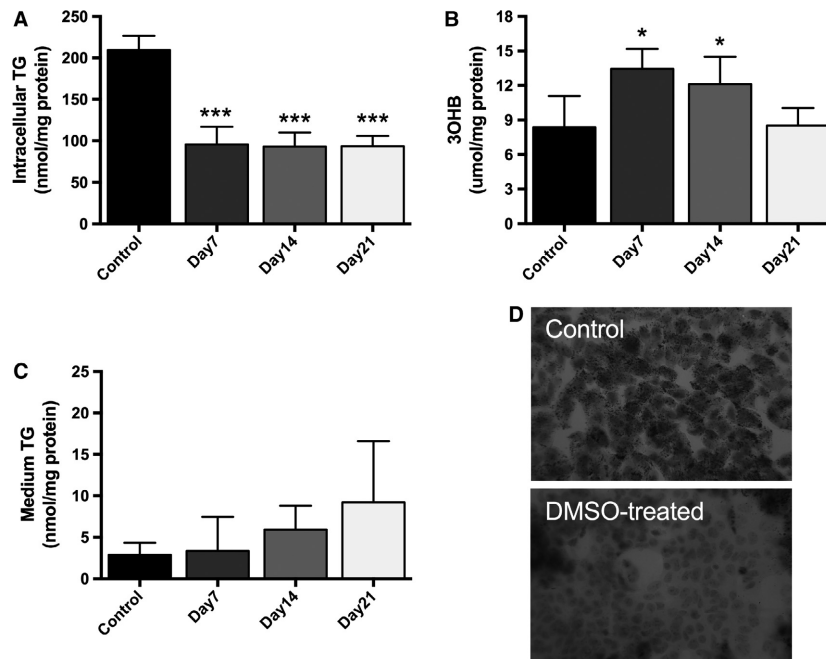 A
Intracellular TG
(nmol/mg protein)
250
200
150
100
50
0
***
***
***
Control
Day7
Day14
Day21
B
3OHB
(umol/mg protein)
18
15
12
9
6
3
0
*
*
Control
Day7
Day14
Day21
C
Medium TG
(nmol/mg protein)
25
20
15
10
5
0
Control
Day7
Day14
Day21
D
Control
DMSO-treated